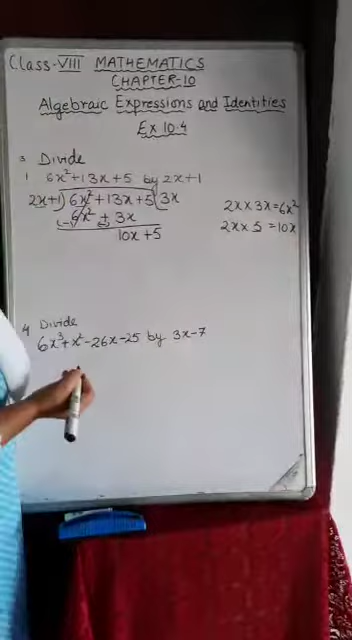 Class-VIII MATHEMATICS
CHAPTER-10
Algebraic Expressions and Identities
Ex 10.4
3 Divide
1 6x²+13x+5 by 2x+1
2x+1) 6x²+13x+5 (3x
2x×3x=6x²
6x² + 3x
(-) (-)
2x×5 =10x
10x+5
4 Divide
6x³+x²-26x-25 by 3x-7